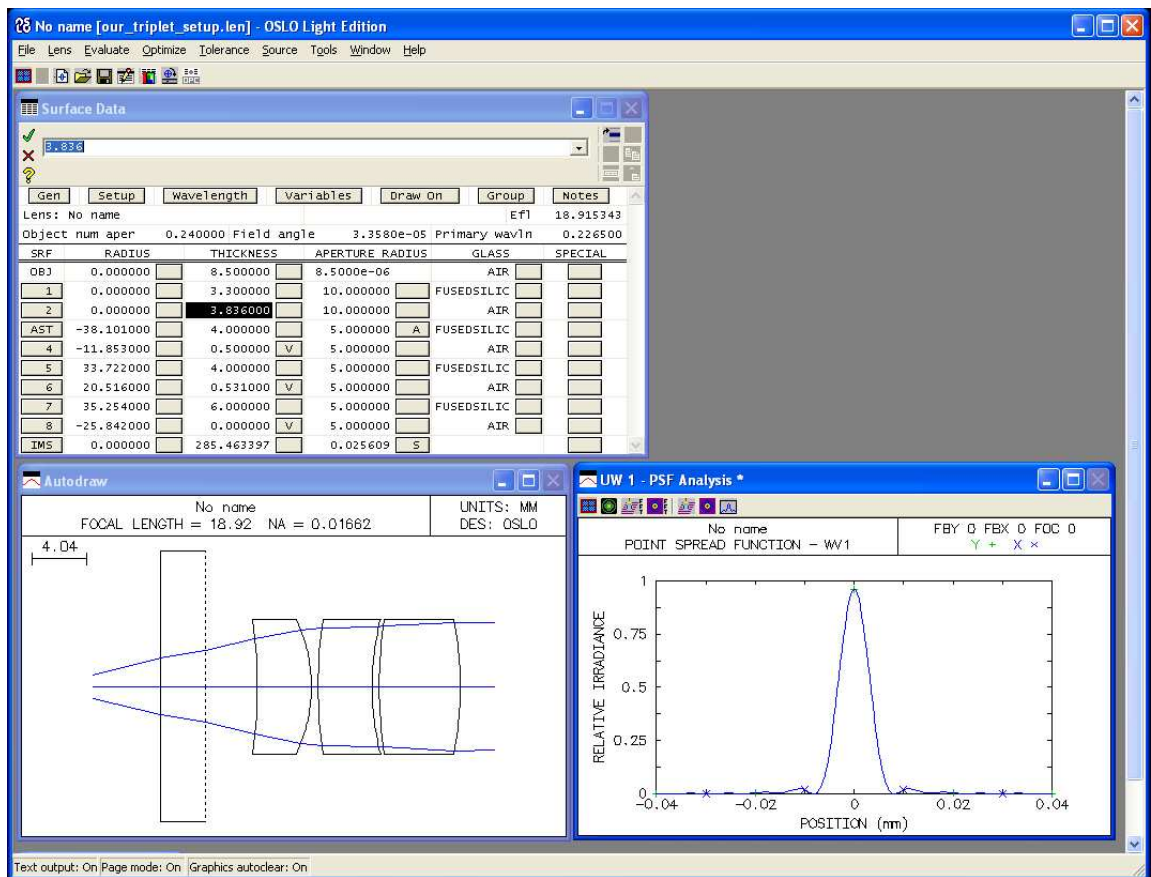 No name [our_triplet_setup.len] - OSLO Light Edition
File Lens Evaluate Optimize Tolerance Source Tools Window Help
Surface Data
3.836
Gen Setup Wavelength Variables Draw On Group Notes
Lens: No name Efl 18.915343
Object num aper 0.240000 Field angle 3.3580e-05 Primary wavln 0.226500
SRF RADIUS THICKNESS APERTURE RADIUS GLASS SPECIAL
OBJ 0.000000 8.500000 8.5000e-06 AIR
1 0.000000 3.300000 10.000000 FUSEDSILIC
2 0.000000 3.836000 10.000000 AIR
AST -38.101000 4.000000 5.000000 A FUSEDSILIC
4 -11.853000 0.500000 V 5.000000 AIR
5 33.722000 4.000000 5.000000 FUSEDSILIC
6 20.516000 0.531000 V 5.000000 AIR
7 35.254000 6.000000 5.000000 FUSEDSILIC
8 -25.842000 0.000000 V 5.000000 AIR
IMS 0.000000 285.463397 0.025609 S
Autodraw
No name
FOCAL LENGTH = 18.92 NA = 0.01662
UNITS: MM
DES: OSLO
4.04
UW 1 - PSF Analysis *
No name
POINT SPREAD FUNCTION - WV1
FBY 0 FBX 0 FOC 0
Y + X ×
RELATIVE IRRADIANCE
1
0.75
0.5
0.25
0
-0.04 -0.02 0 0.02 0.04
POSITION (mm)
Text output: On Page mode: On Graphics autoclear: On